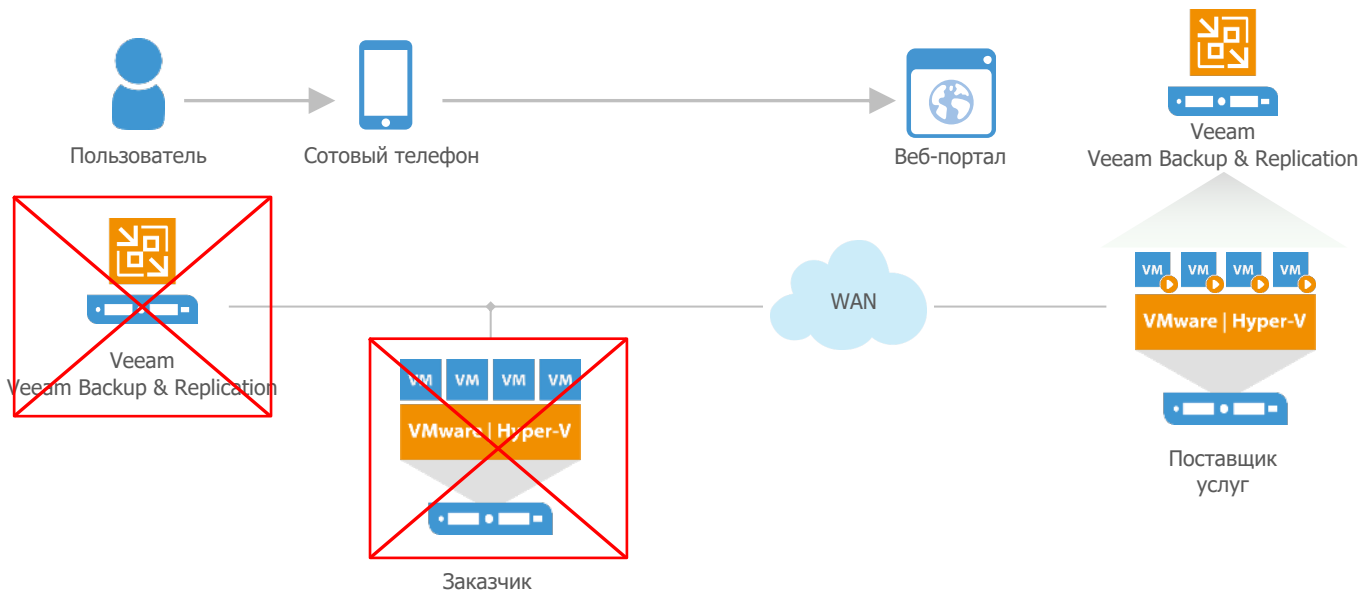 Пользователь
Сотовый телефон
Веб-портал
Veeam
Veeam Backup & Replication
Veeam
Veeam Backup & Replication
WAN
VM VM VM VM
VMware | Hyper-V
VM VM VM VM
VMware | Hyper-V
Поставщик
услуг
Заказчик